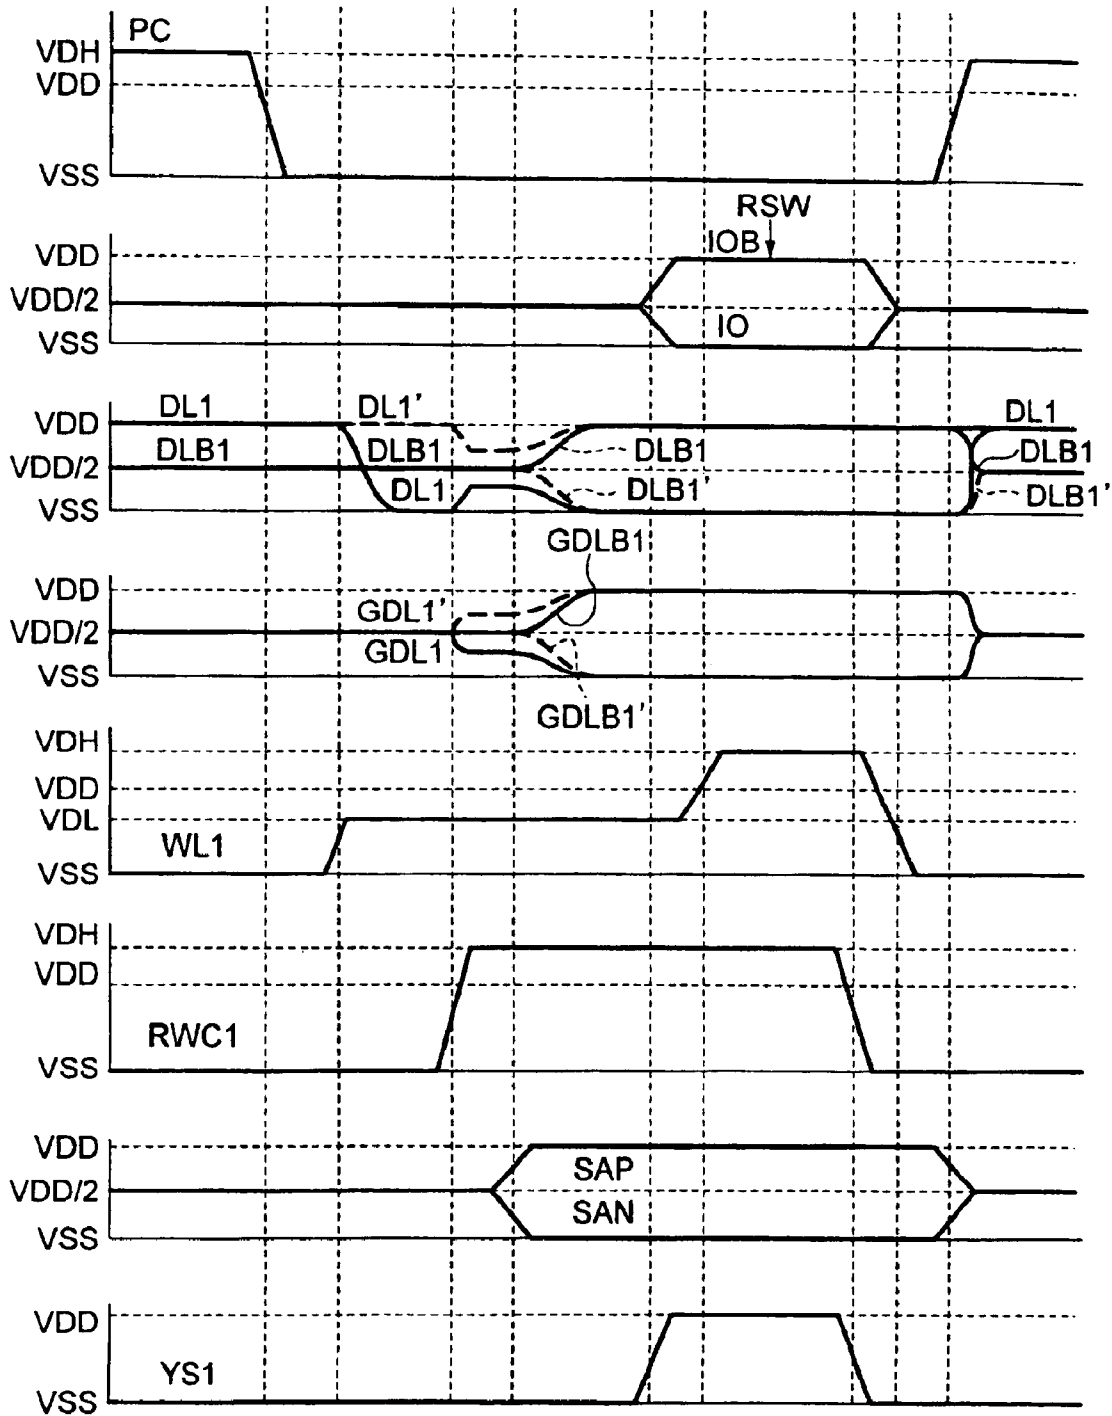 PC
VDH
VDD
VSS
RSW
IOB
VDD
VDD/2
IO
VSS
DL1 DL1' DL1
VDD
DLB1 DLB1 DLB1 DLB1
VDD/2
DL1 DLB1' DLB1'
VSS
GDLB1
VDD
GDL1'
VDD/2
GDL1
VSS
GDLB1'
VDH
VDD
VDL
WL1
VSS
VDH
VDD
RWC1
VSS
VDD
SAP
VDD/2
SAN
VSS
VDD
YS1
VSS